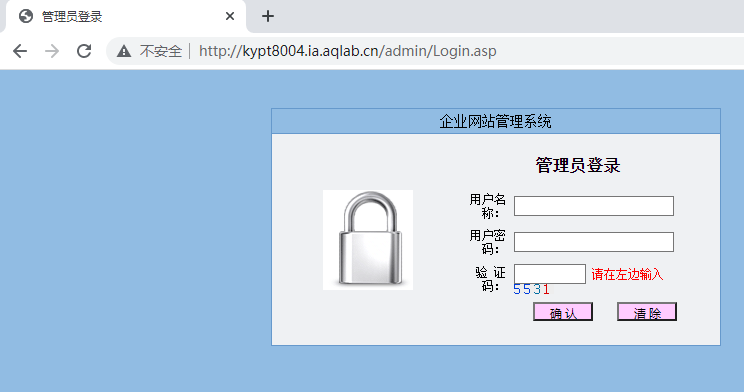 管理员登录
不安全 | http://kypt8004.ia.aqlab.cn/admin/Login.asp
企业网站管理系统
管理员登录
用户名
称:
用户密
码:
验 证 请在左边输入
码: 5531
确 认 清 除